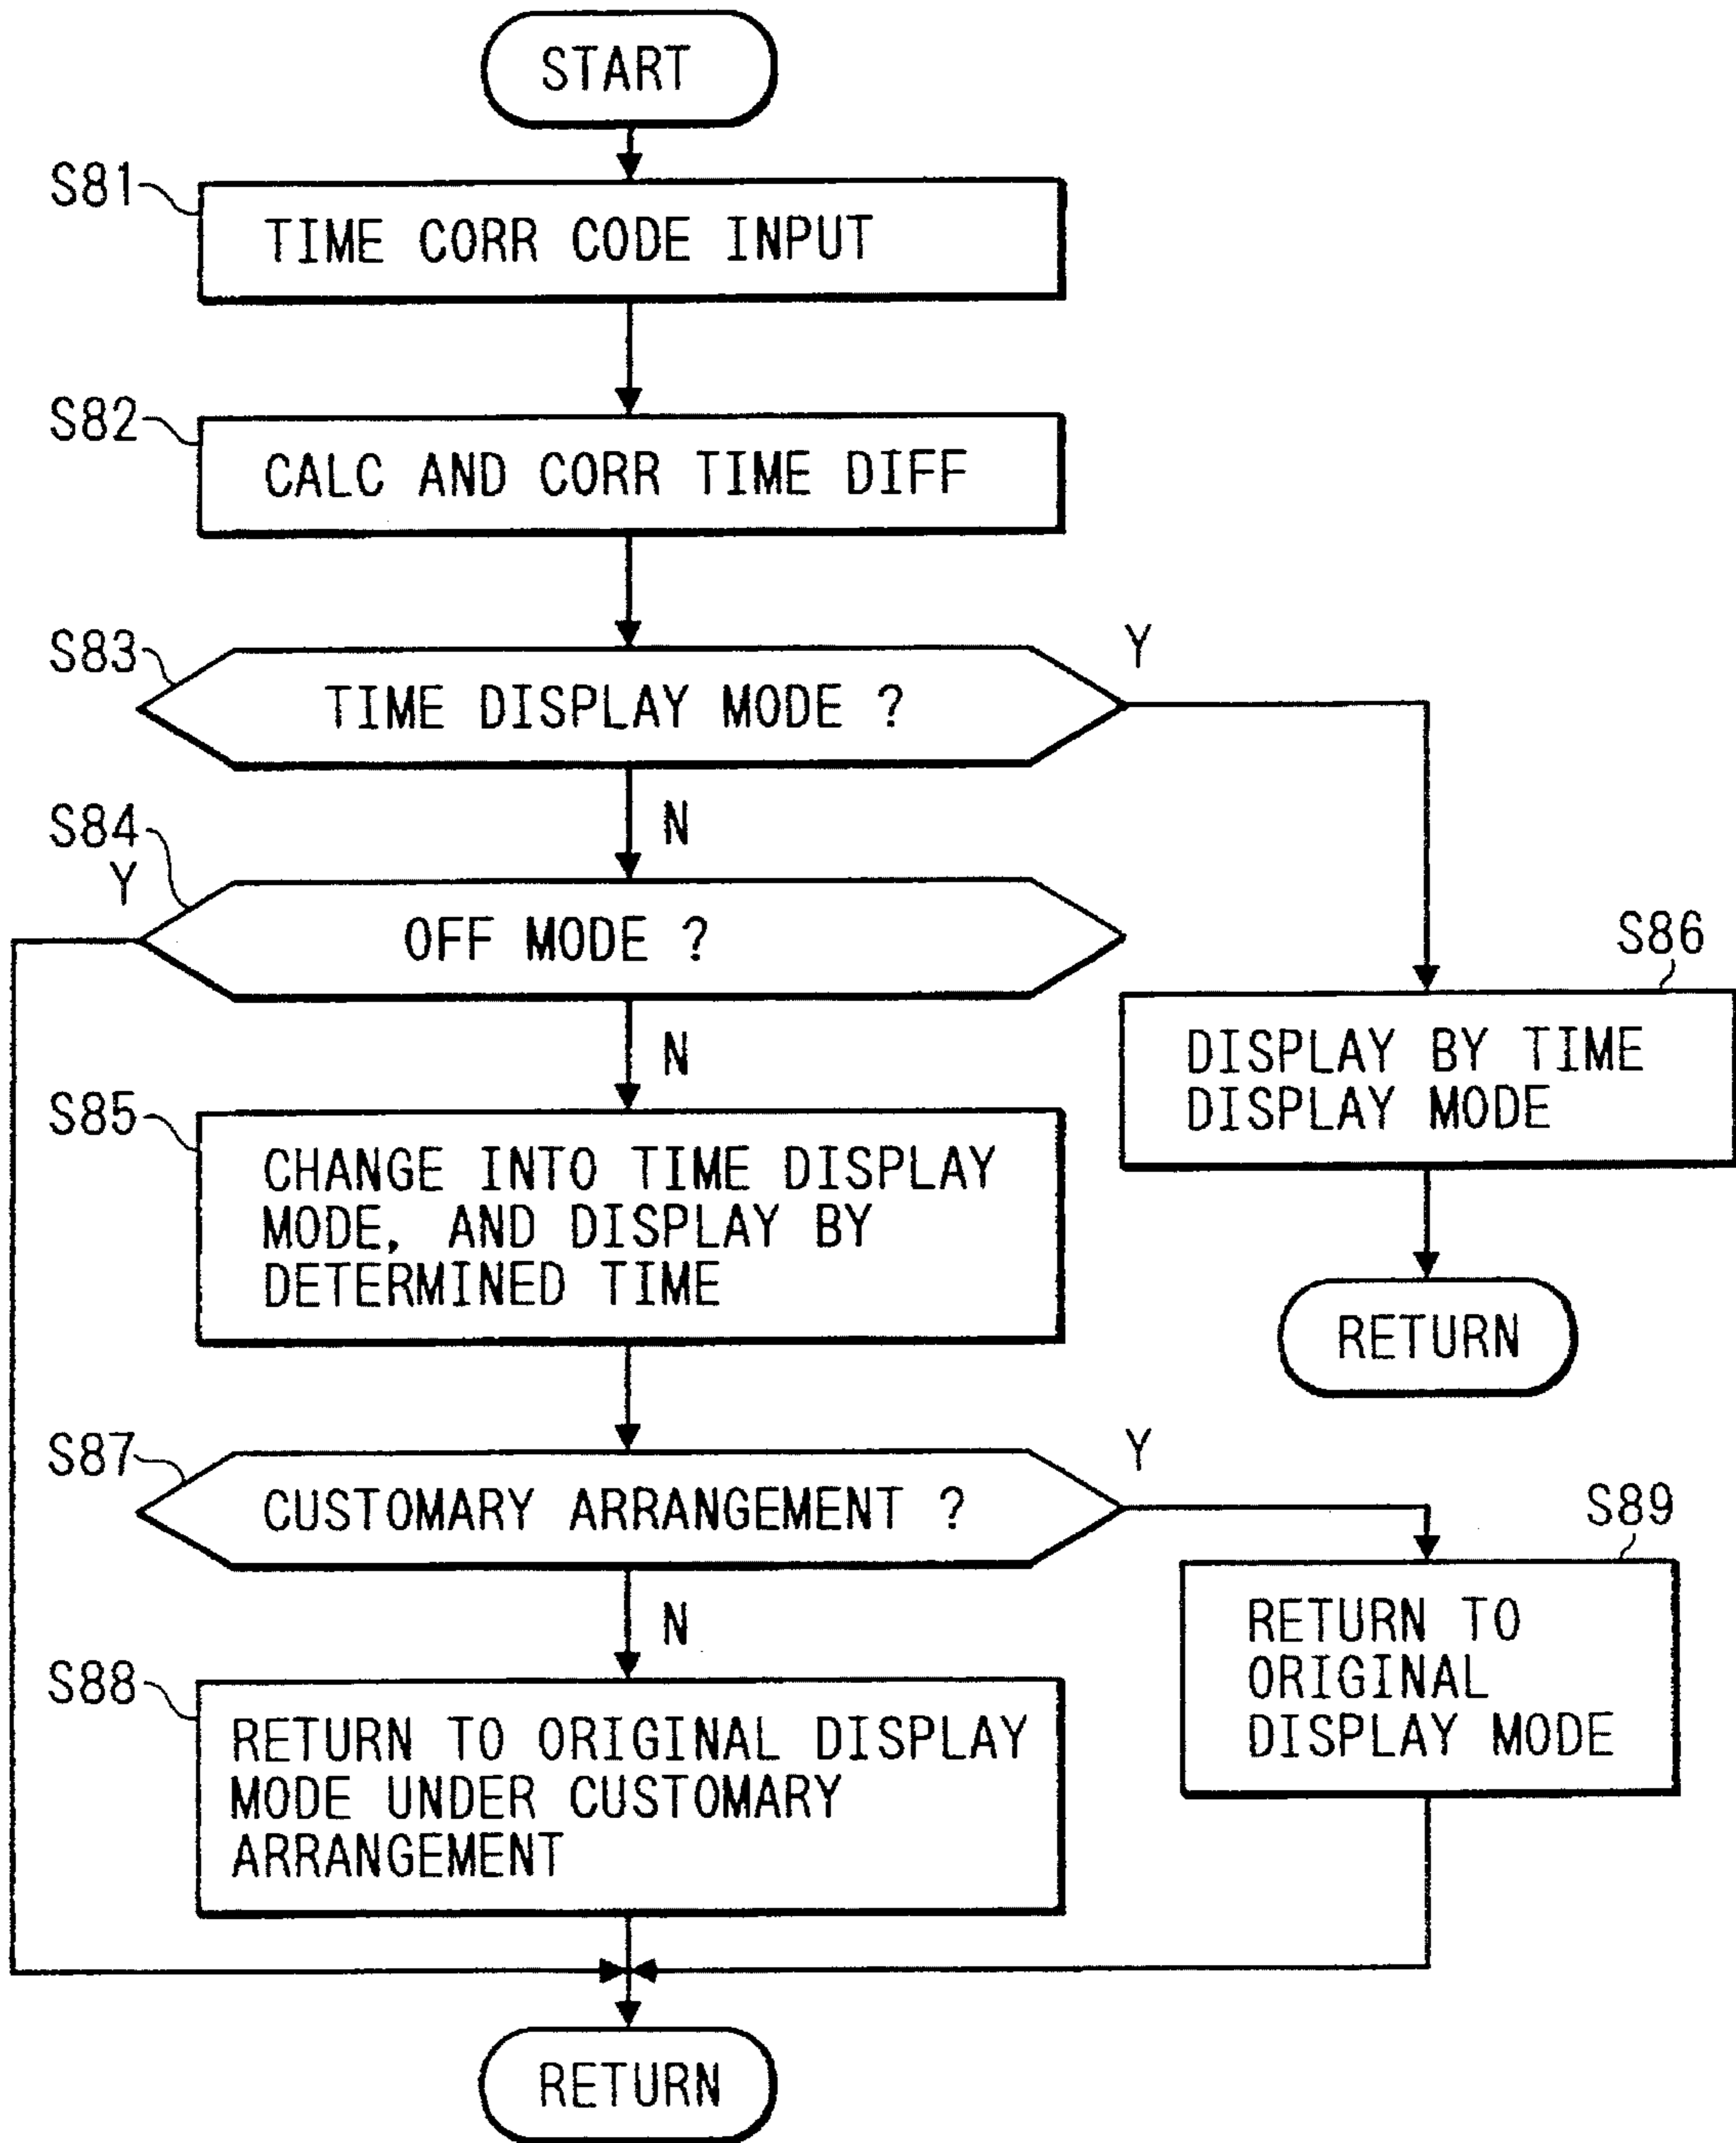 START
S81
TIME CORR CODE INPUT
S82
CALC AND CORR TIME DIFF
S83
TIME DISPLAY MODE ?
Y
N
S84
Y
OFF MODE ?
N
S86
DISPLAY BY TIME
DISPLAY MODE
RETURN
S85
CHANGE INTO TIME DISPLAY
MODE, AND DISPLAY BY
DETERMINED TIME
S87
CUSTOMARY ARRANGEMENT ?
Y
N
S89
RETURN TO
ORIGINAL
DISPLAY MODE
S88
RETURN TO ORIGINAL DISPLAY
MODE UNDER CUSTOMARY
ARRANGEMENT
RETURN